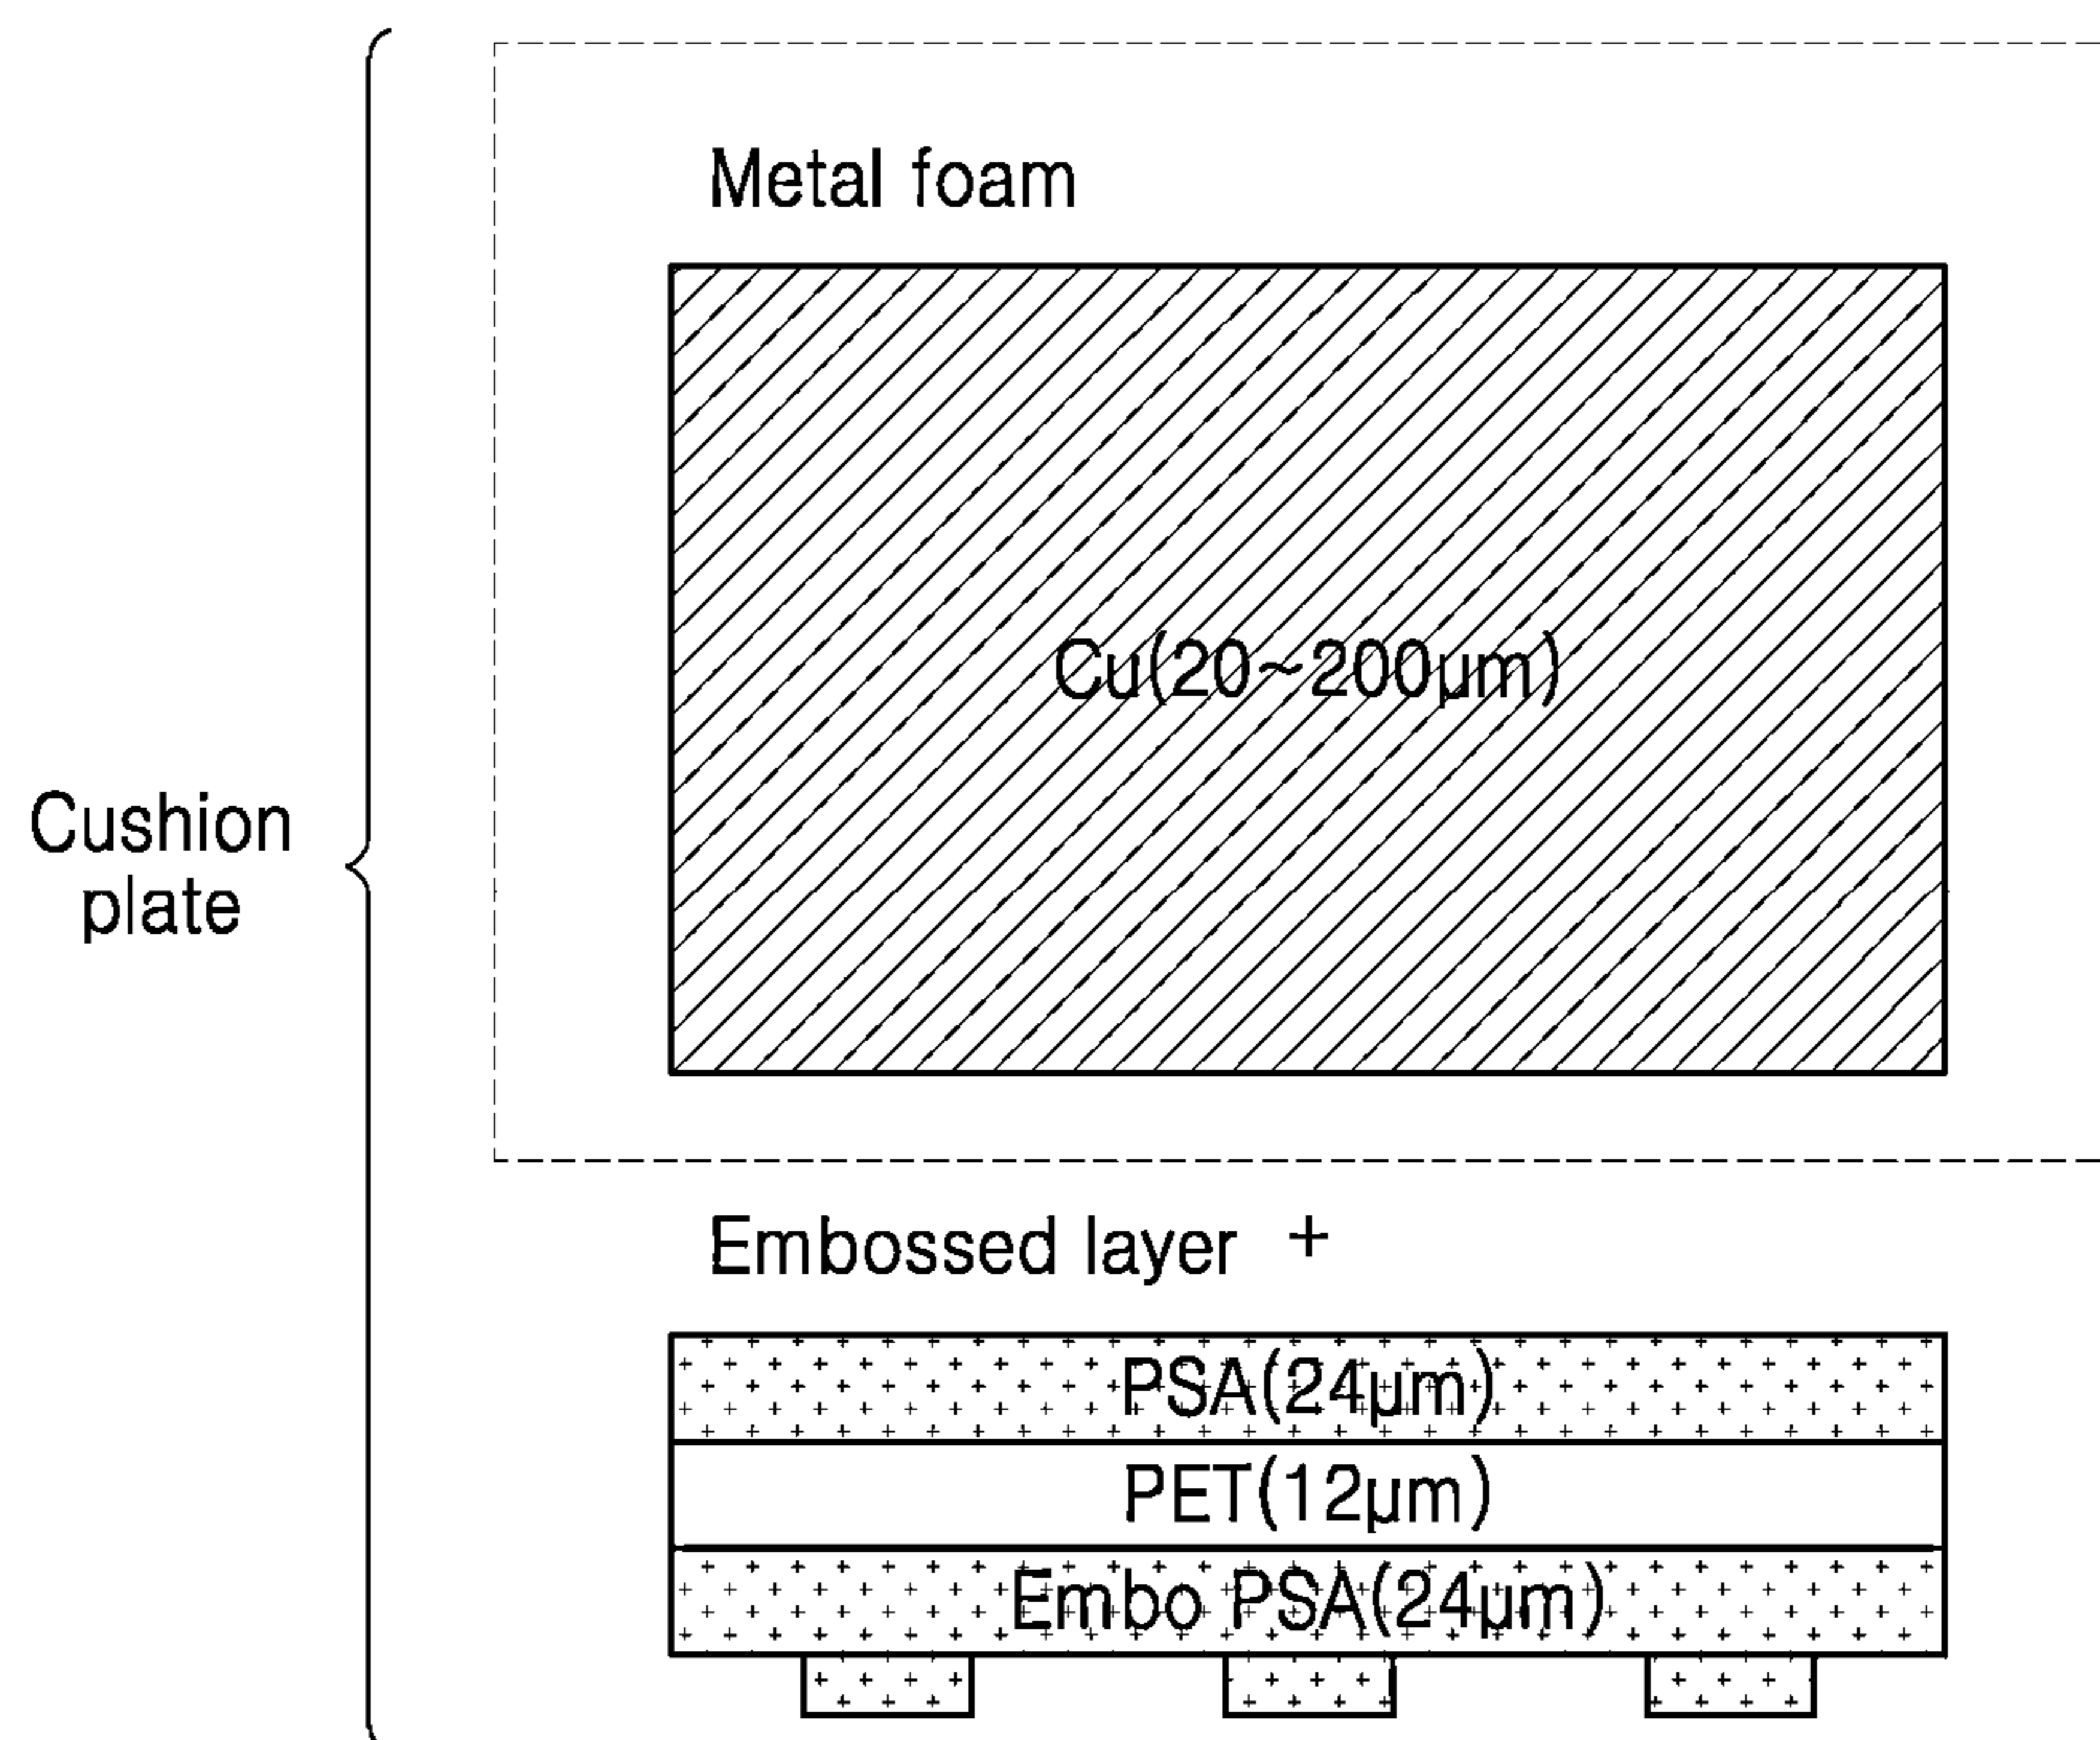 Metal foam
Cu(20~200μm)
Cushion
plate
Embossed layer +
PSA(24μm)
PET(12μm)
Embo PSA(24μm)